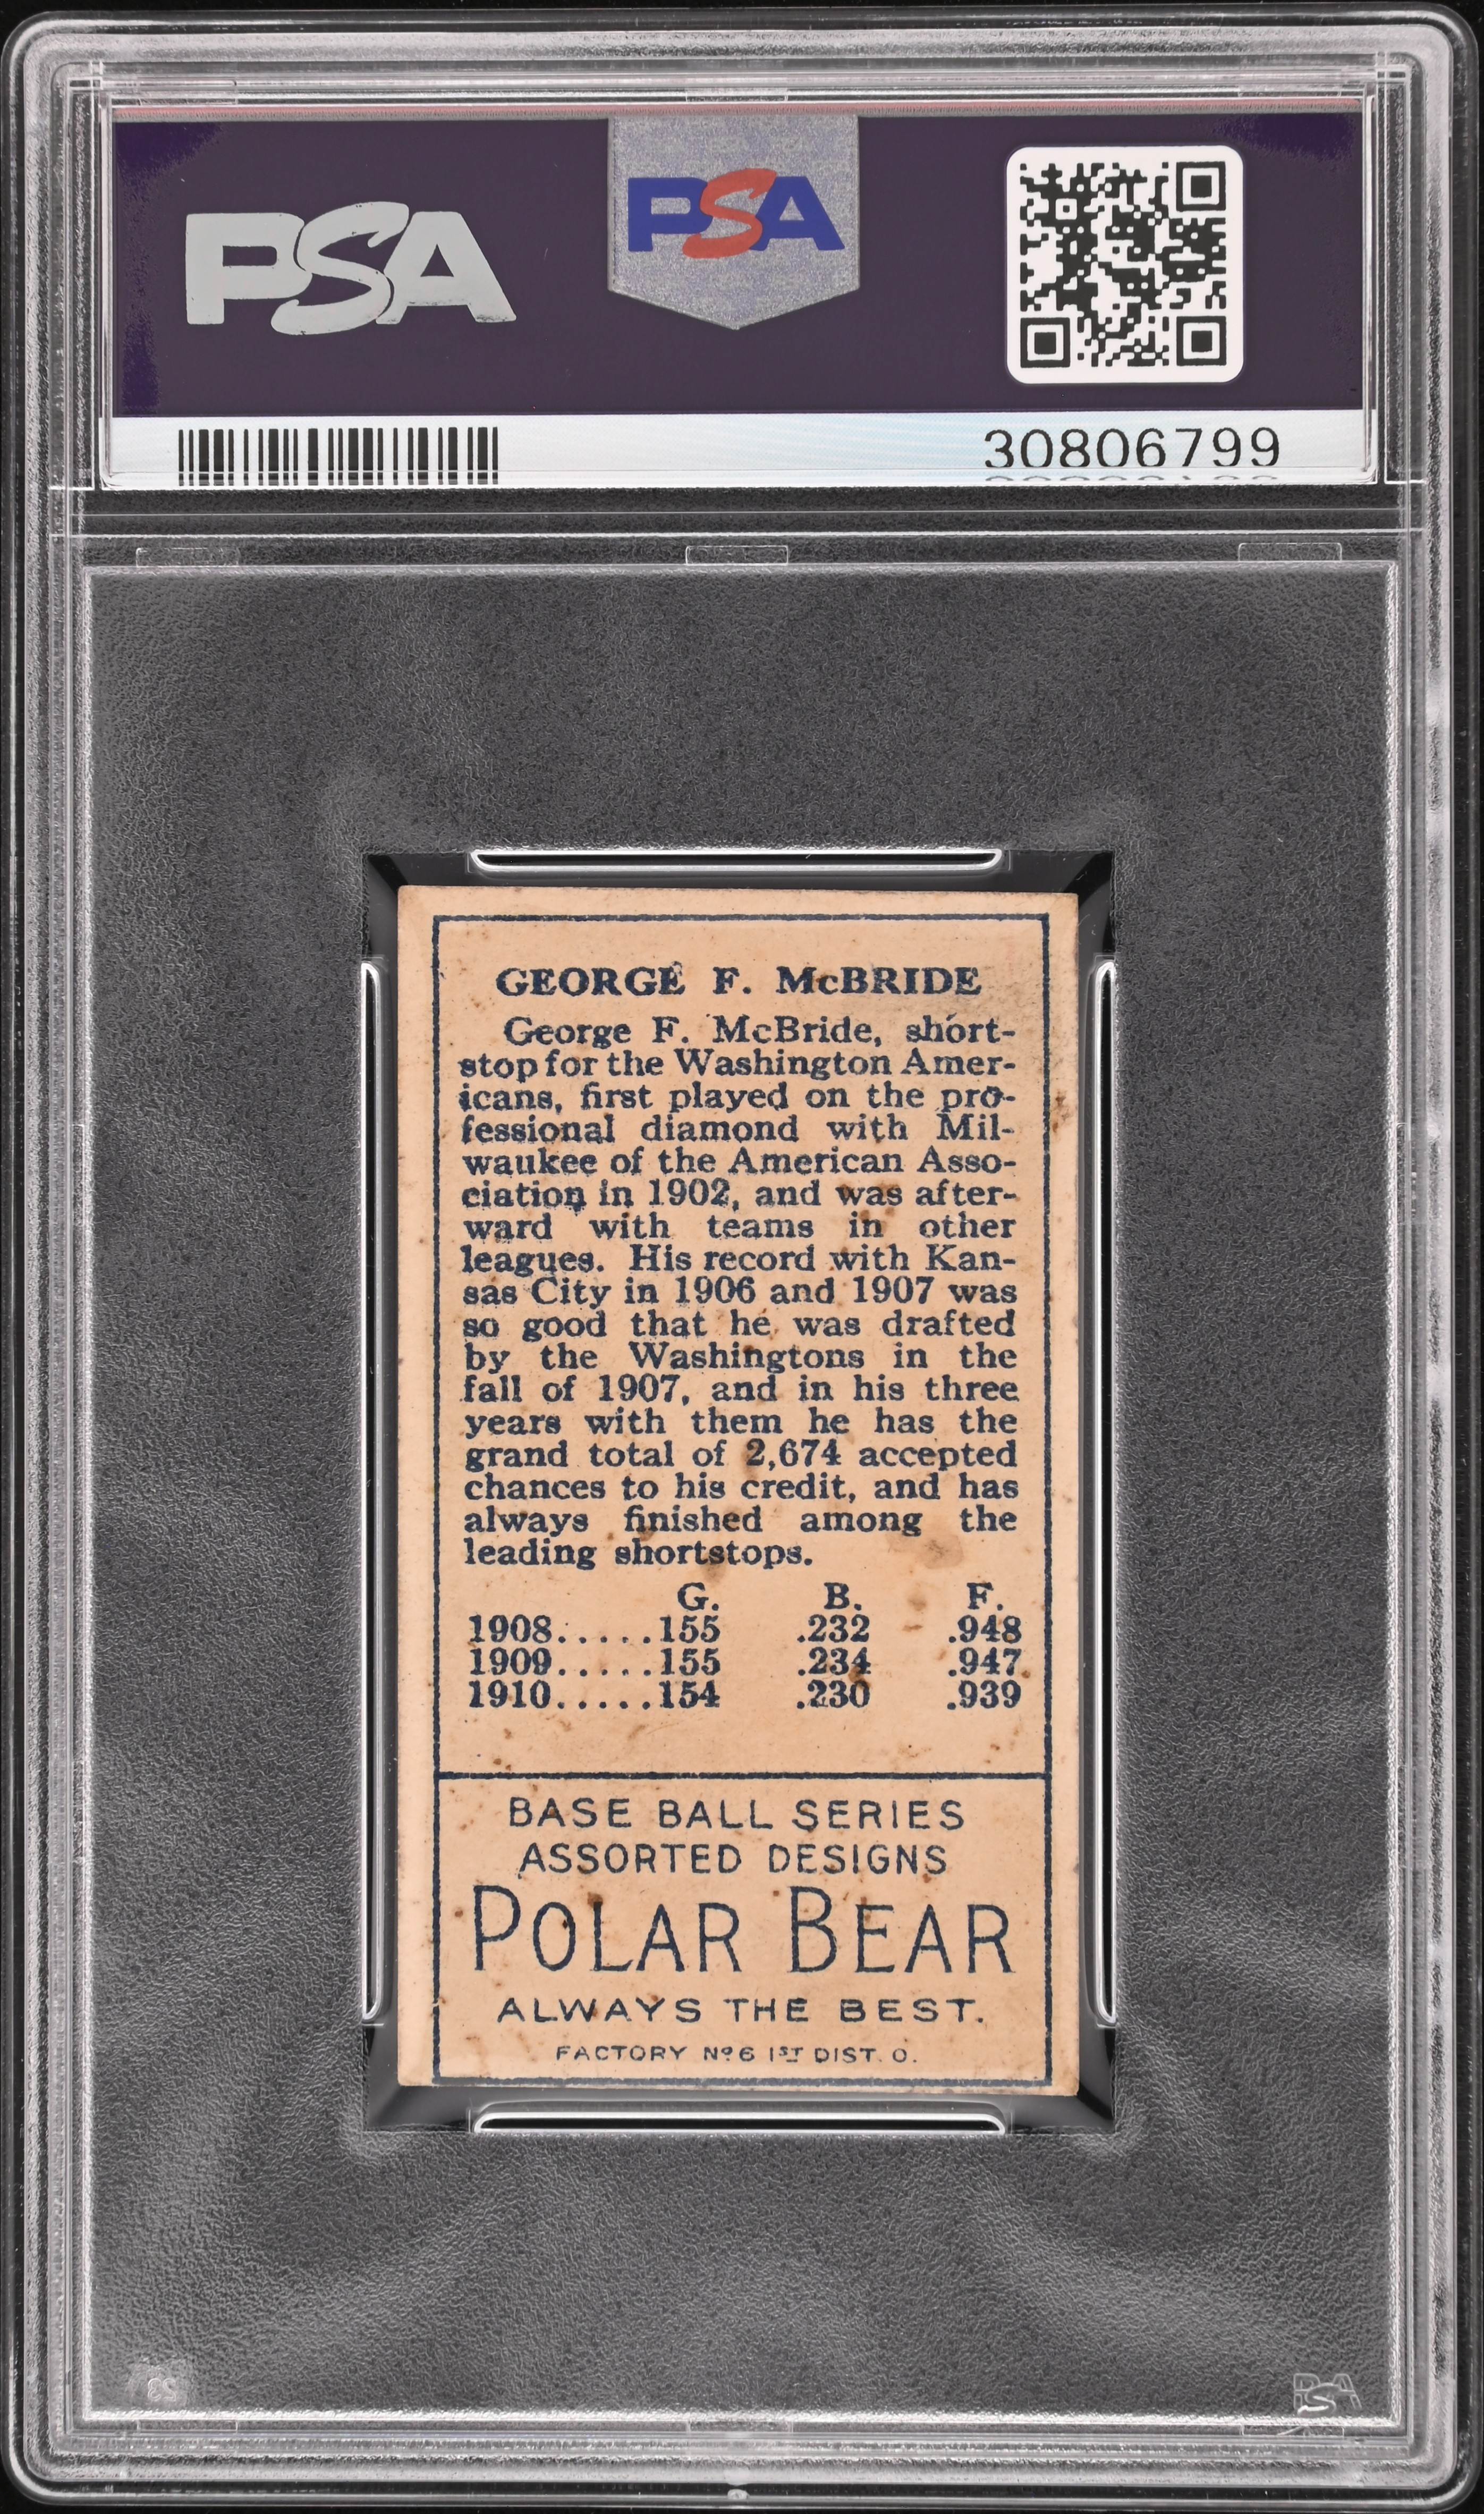 PSA
PSA
30806799
GEORGE F. McBRIDE
George F. McBride, short-
stop for the Washington Amer-
icans, first played on the pro-
fessional diamond with Mil-
waukee of the American Asso-
ciation in 1902, and was after-
ward with teams in other
leagues. His record with Kan-
sas City in 1906 and 1907 was
so good that he was drafted
by the Washingtons in the
fall of 1907, and in his three
years with them he has the
grand total of 2,674 accepted
chances to his credit, and has
always finished among the
leading shortstops.
G. B. F.
1908.....155 .232 .948
1909.....155 .234 .947
1910.....154 .230 .939
BASE BALL SERIES
ASSORTED DESIGNS
POLAR BEAR
ALWAYS THE BEST.
FACTORY Nº 6 1ST DIST. O.
PSA